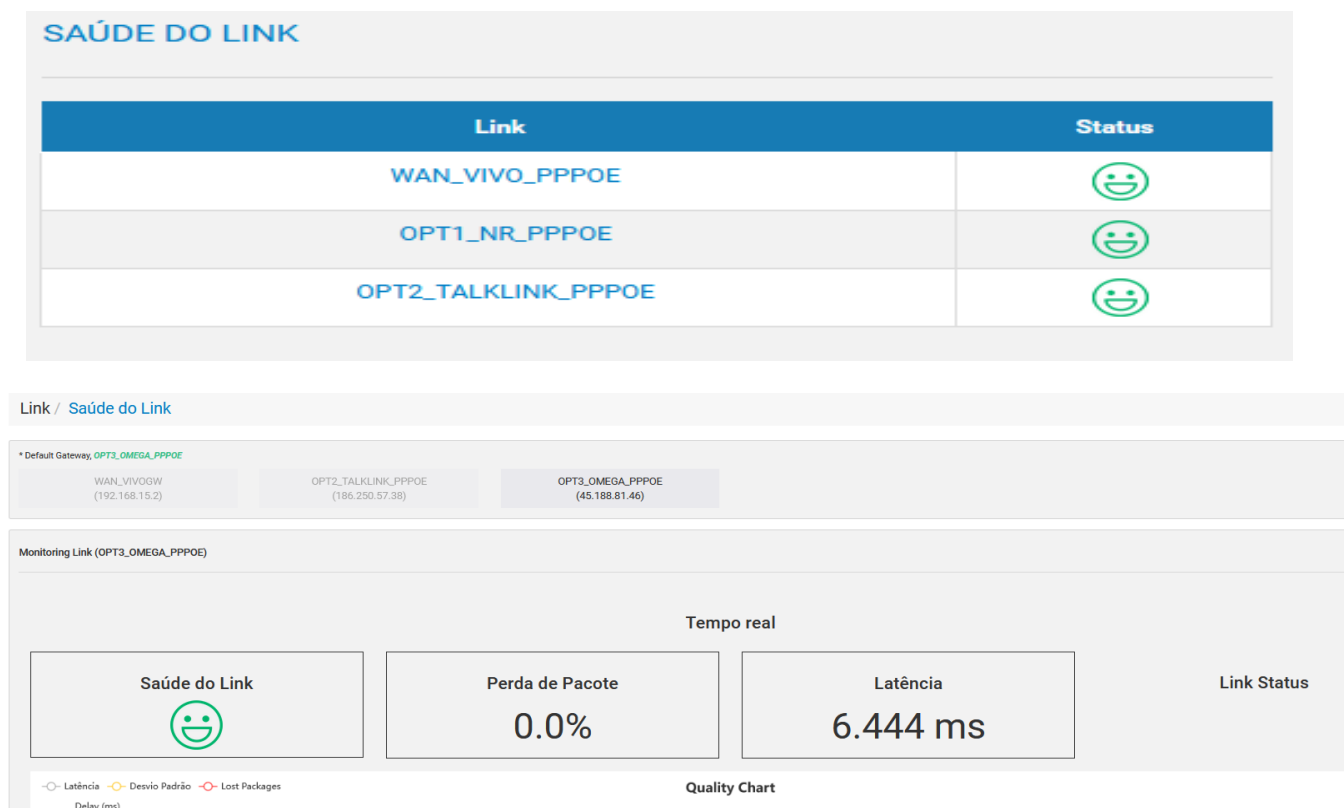 SAÚDE DO LINK
Link Status
WAN_VIVO_PPPOE
OPT1_NR_PPPOE
OPT2_TALKLINK_PPPOE
Link / Saúde do Link
* Default Gateway, OPT3_OMEGA_PPPOE
WAN_VIVOGW OPT2_TALKLINK_PPPOE OPT3_OMEGA_PPPOE
(192.168.15.2) (186.250.57.38) (45.188.81.46)
Monitoring Link (OPT3_OMEGA_PPPOE)
Tempo real
Saúde do Link Perda de Pacote Latência Link Status
0.0% 6.444 ms
Latência Desvio Padrão Lost Packages Quality Chart
Delay (ms)